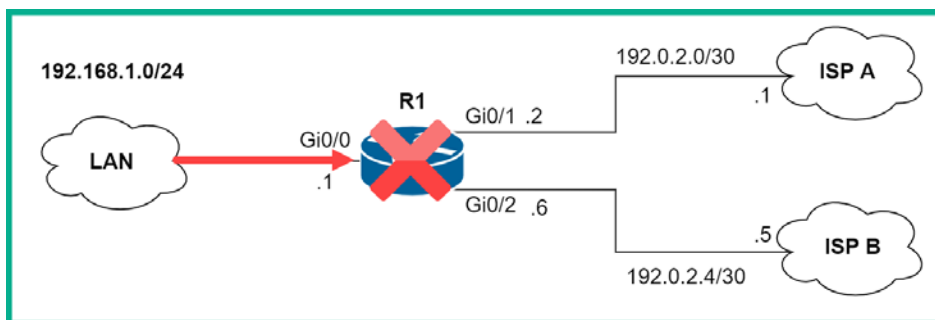 192.168.1.0/24
LAN
Gi0/0
.1
R1
Gi0/1 .2
Gi0/2 .6
192.0.2.0/30
.1
ISP A
.5
ISP B
192.0.2.4/30